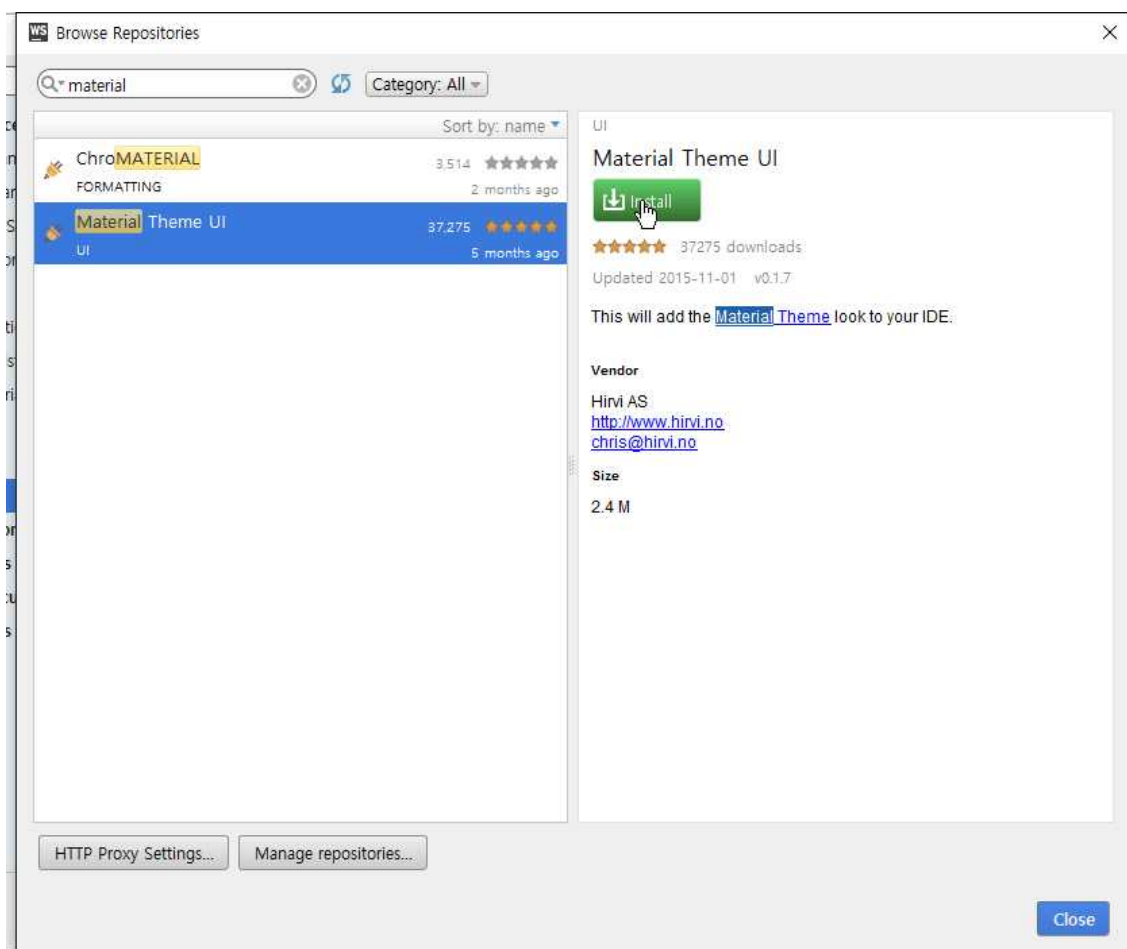 WS Browse Repositories
material
Category: All
Sort by: name
ChroMATERIAL 3,514
FORMATTING 2 months ago
Material Theme UI 37,275
UI 5 months ago
UI
Material Theme UI
Install
37275 downloads
Updated 2015-11-01 v0.1.7
This will add the Material Theme look to your IDE.
Vendor
Hirvi AS
http://www.hirvi.no
chris@hirvi.no
Size
2.4 M
HTTP Proxy Settings...
Manage repositories...
Close